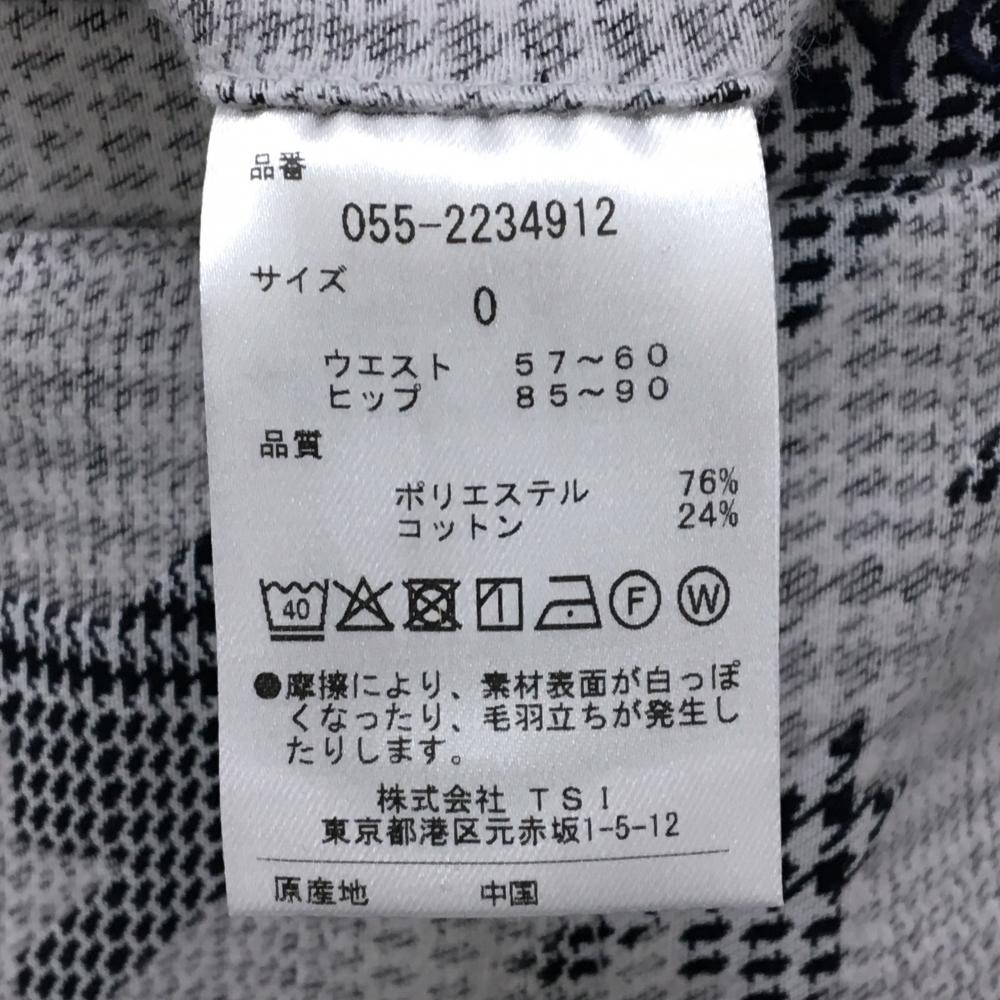 品番
055-2234912
サイズ
0
ウエスト 57～60
ヒップ 85～90
品質
ポリエステル 76%
コットン 24%
40 F W
●摩擦により、素材表面が白っぽ
くなったり、毛羽立ちが発生し
たりします。
株式会社 TSI
東京都港区元赤坂1-5-12
原産地 中国